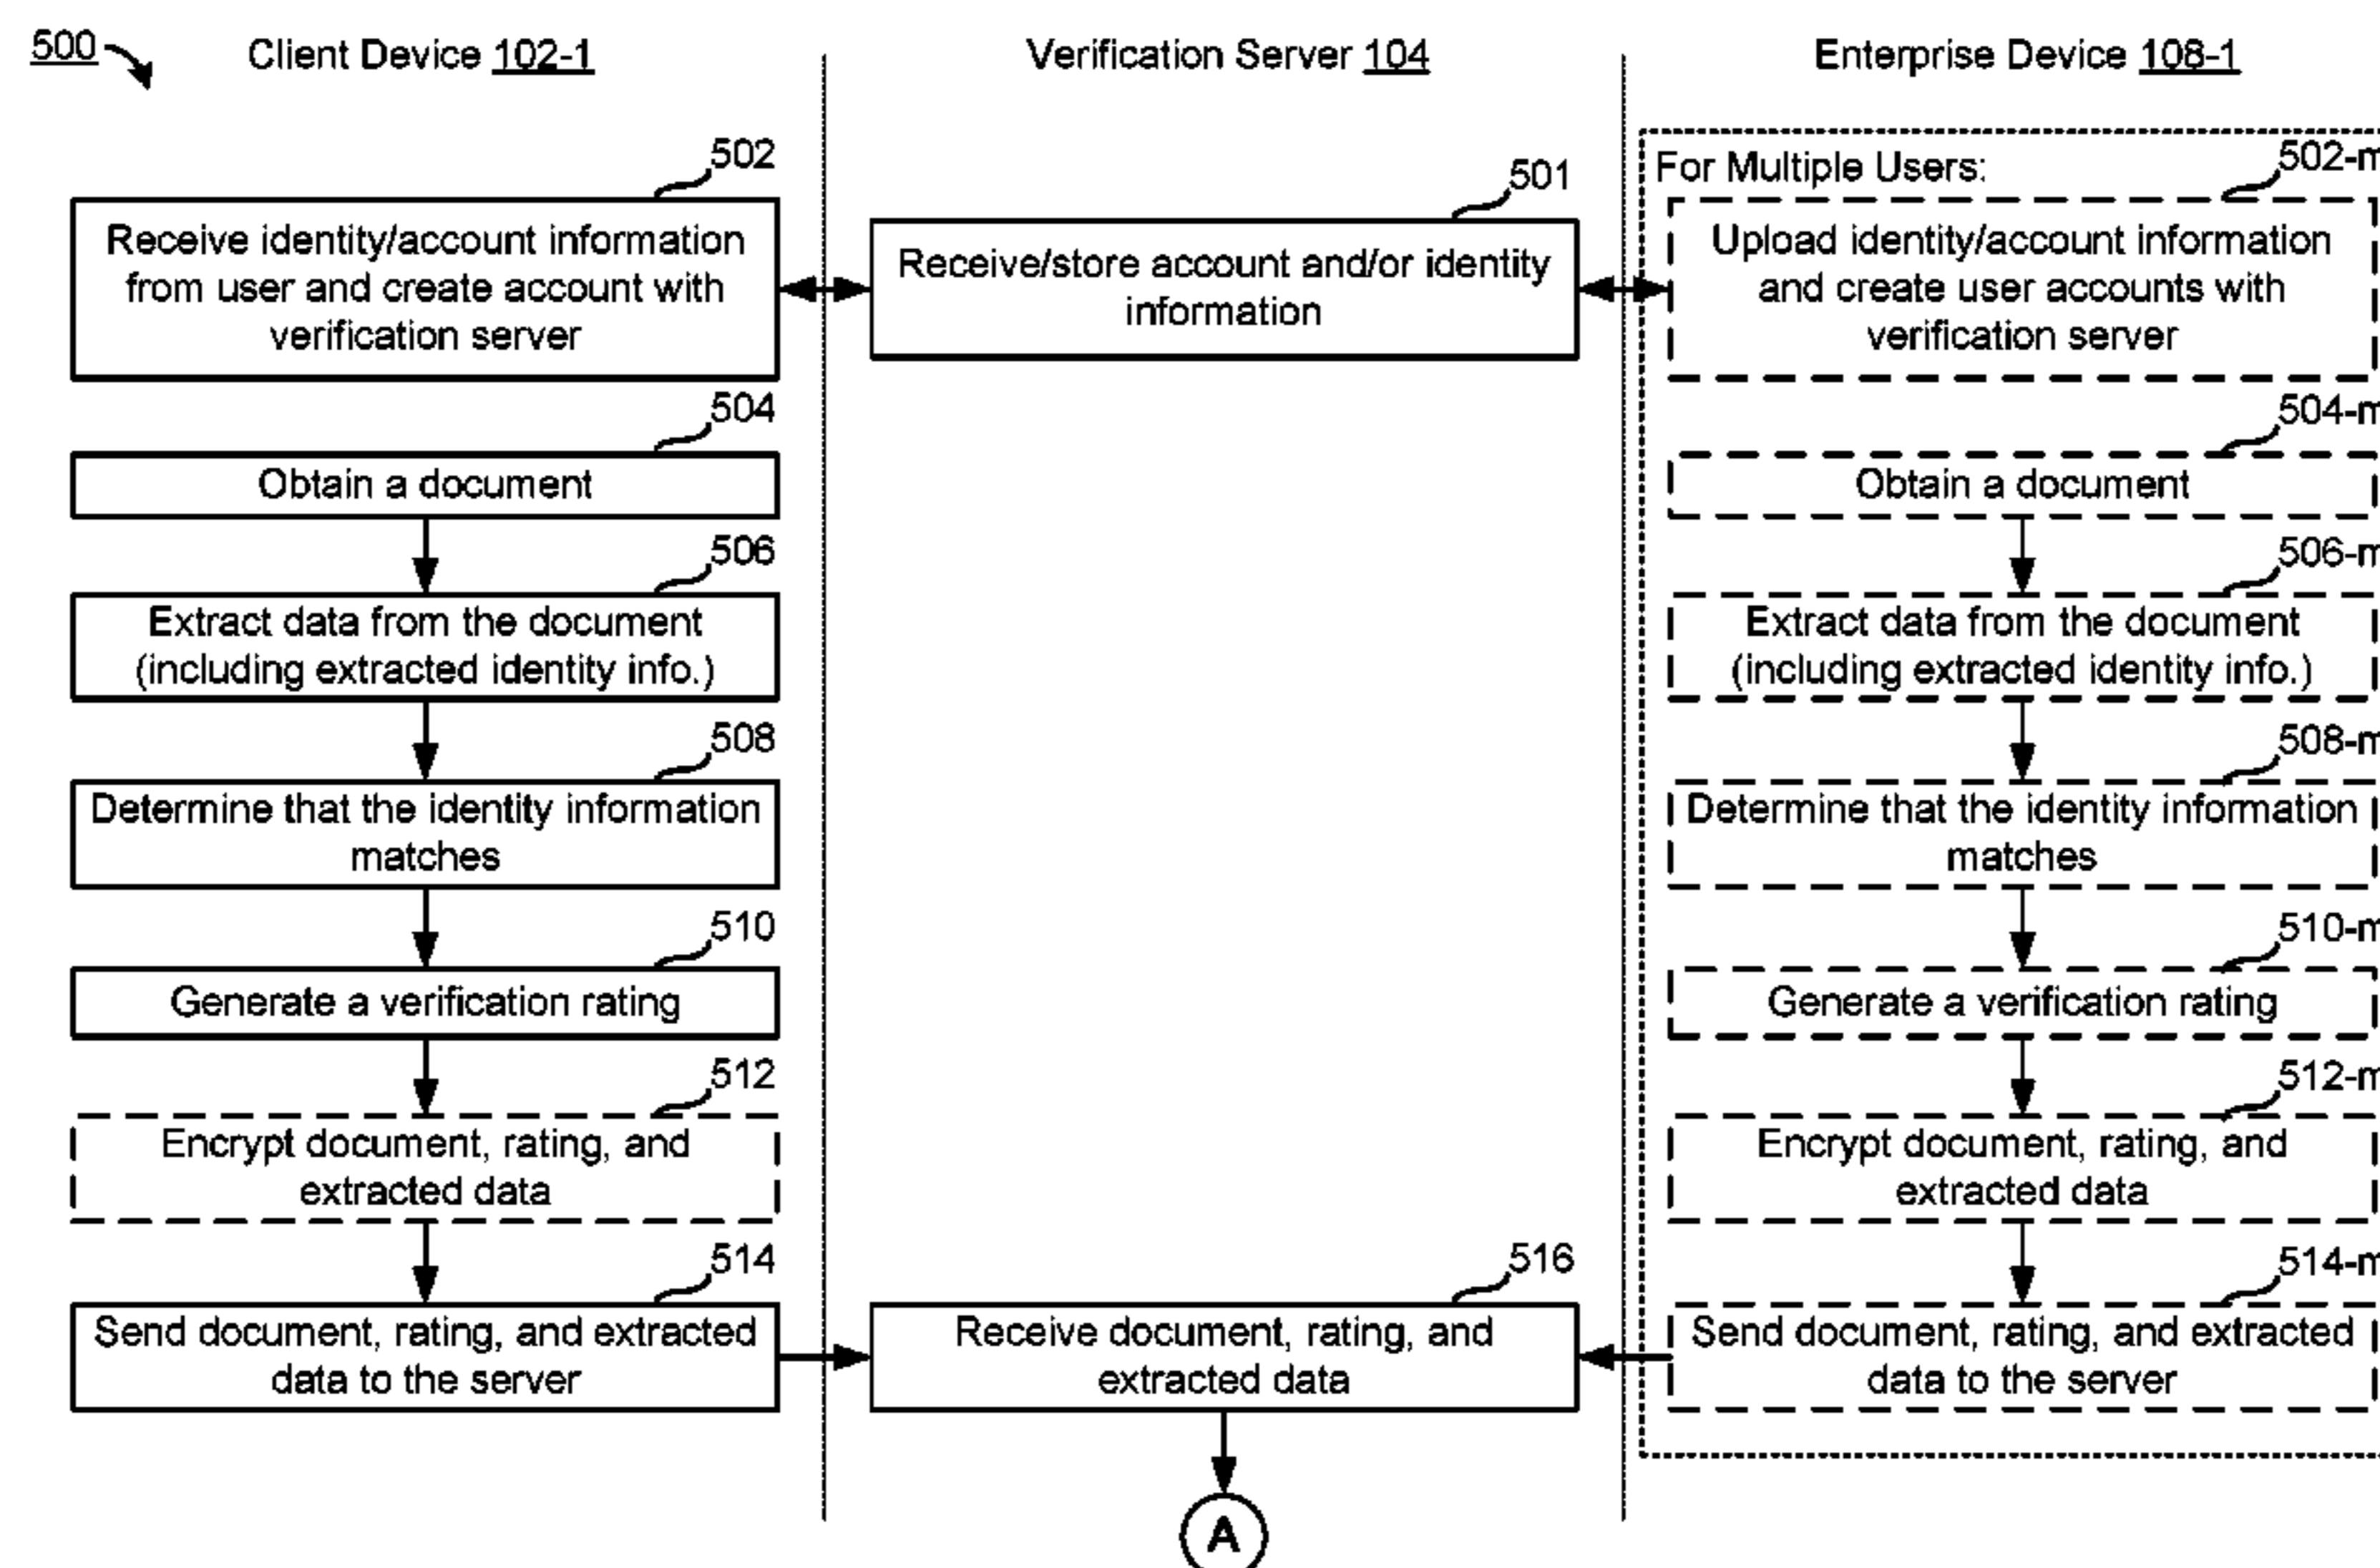 500
Client Device 102-1
Verification Server 104
Enterprise Device 108-1
502
Receive identity/account information
from user and create account with
verification server
504
Obtain a document
506
Extract data from the document
(including extracted identity info.)
508
Determine that the identity information
matches
510
Generate a verification rating
512
Encrypt document, rating, and
extracted data
514
Send document, rating, and extracted
data to the server
501
Receive/store account and/or identity
information
516
Receive document, rating, and
extracted data
A
For Multiple Users:
502-m
Upload identity/account information
and create user accounts with
verification server
504-m
Obtain a document
506-m
Extract data from the document
(including extracted identity info.)
508-m
Determine that the identity information
matches
510-m
Generate a verification rating
512-m
Encrypt document, rating, and
extracted data
514-m
Send document, rating, and extracted
data to the server